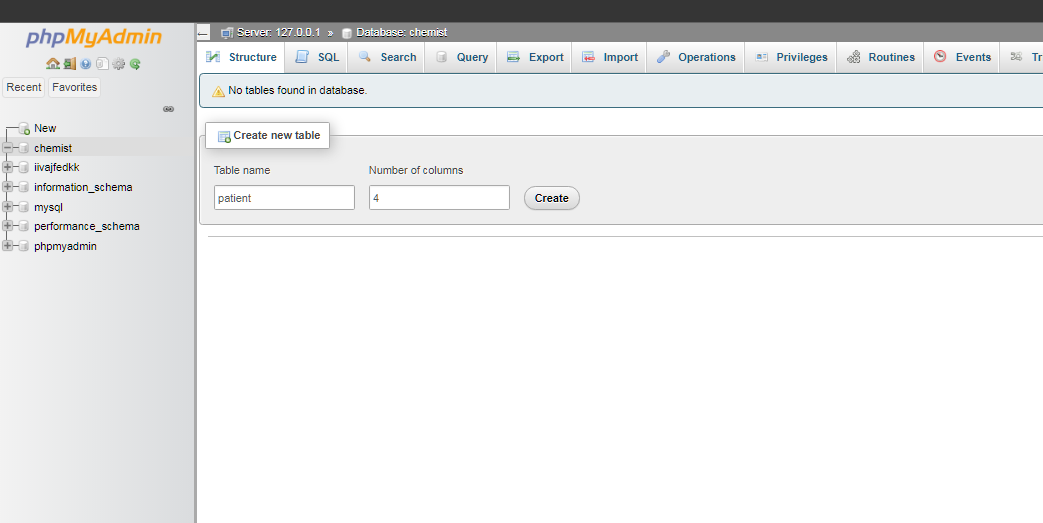 phpMyAdmin
Recent Favorites
New
chemist
iivajfedkk
information_schema
mysql
performance_schema
phpmyadmin
Server: 127.0.0.1 » Database: chemist
Structure SQL Search Query Export Import Operations Privileges Routines Events Tr
No tables found in database.
Create new table
Table name Number of columns
patient 4 Create